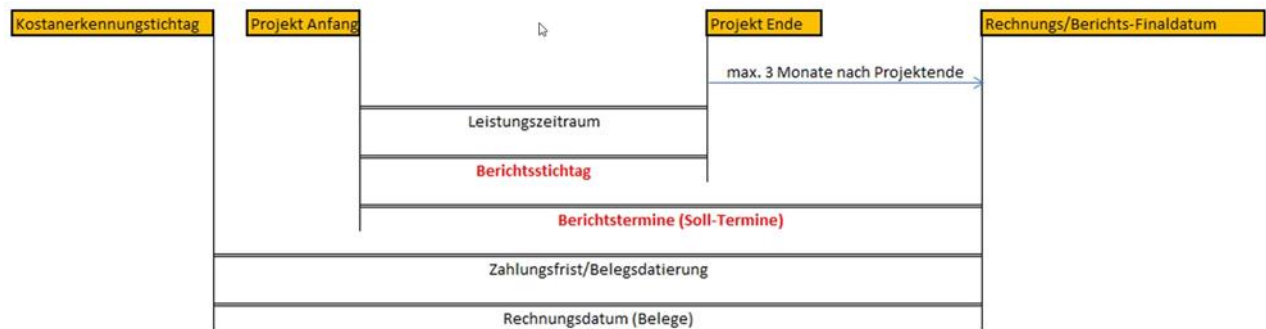 Kostanerkennungstichtag
Projekt Anfang
Projekt Ende
Rechnungs/Berichts-Finaldatum
max. 3 Monate nach Projektende
Leistungszeitraum
Berichtsstichtag
Berichtstermine (Soll-Termine)
Zahlungsfrist/Belegsdatierung
Rechnungsdatum (Belege)